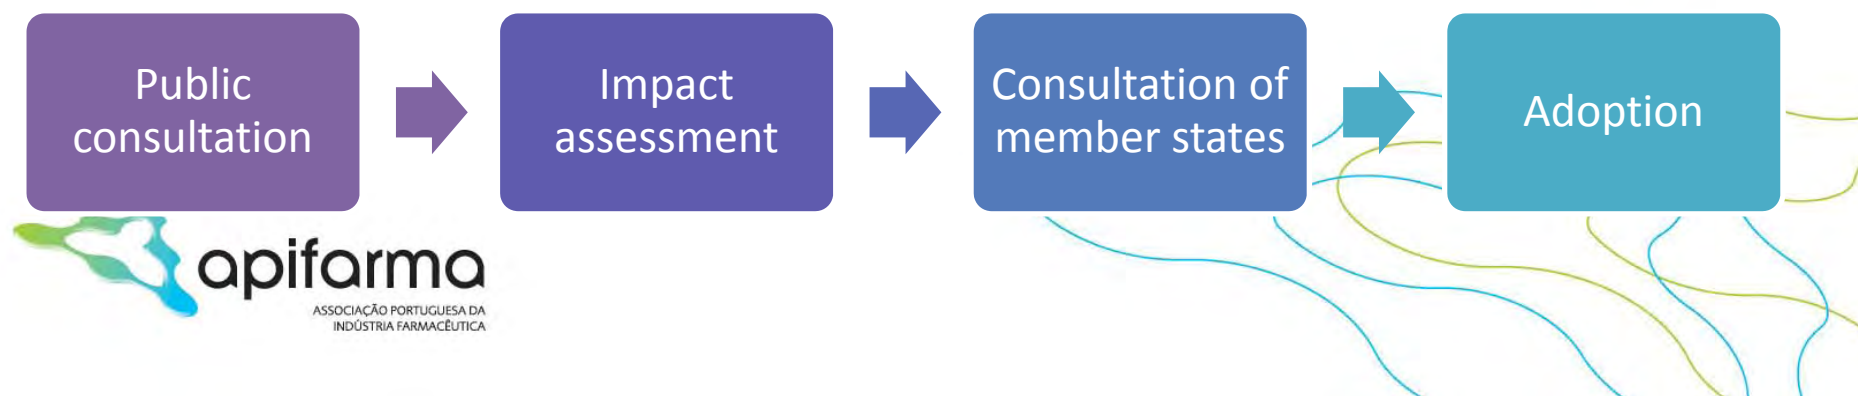 Public
consultation
Impact
assessment
Consultation of
member states
Adoption
apifarma
ASSOCIAÇÃO PORTUGUESA DA
INDÚSTRIA FARMACÊUTICA